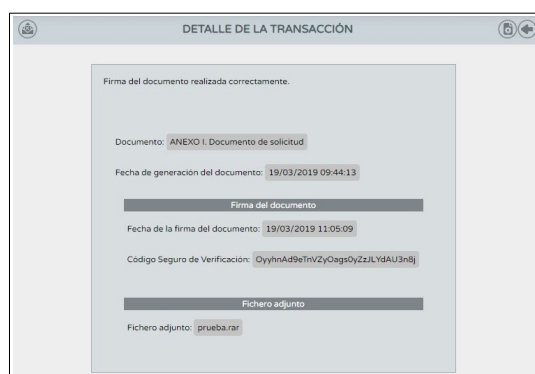 DETALLE DE LA TRANSACCIÓN
Firma del documento realizada correctamente.
Documento: ANEXO I. Documento de solicitud
Fecha de generación del documento: 19/03/2019 09:44:13
Firma del documento
Fecha de la firma del documento: 19/03/2019 11:05:09
Código Seguro de Verificación: OyyhnAd9eTnVZyOags0yZzJLYdAU3n8j
Fichero adjunto
Fichero adjunto: prueba.rar